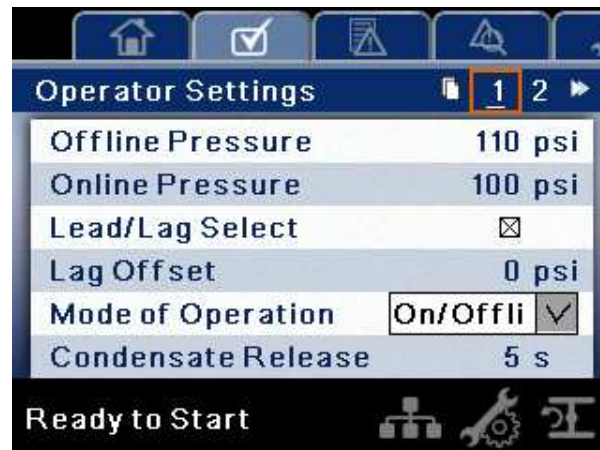 Operator Settings 1 2
Offline Pressure 110 psi
Online Pressure 100 psi
Lead/Lag Select
Lag Offset 0 psi
Mode of Operation On/Offli
Condensate Release 5 s
Ready to Start